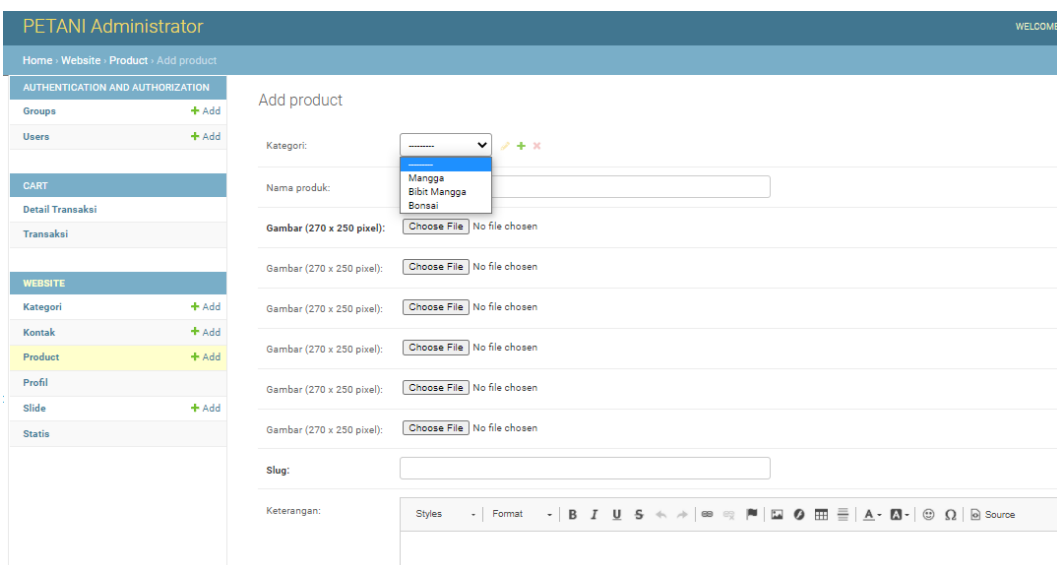 PETANI Administrator
WELCOME
Home › Website › Product › Add product
AUTHENTICATION AND AUTHORIZATION
Groups + Add
Users + Add
CART
Detail Transaksi
Transaksi
WEBSITE
Kategori + Add
Kontak + Add
Product + Add
Profil
Slide + Add
Statis
Add product
Kategori: ---------
---------
Mangga
Bibit Mangga
Bonsai
Nama produk:
Gambar (270 x 250 pixel): Choose File No file chosen
Gambar (270 x 250 pixel): Choose File No file chosen
Gambar (270 x 250 pixel): Choose File No file chosen
Gambar (270 x 250 pixel): Choose File No file chosen
Gambar (270 x 250 pixel): Choose File No file chosen
Gambar (270 x 250 pixel): Choose File No file chosen
Slug:
Keterangan:
Styles Format B I U S A A Ω Source